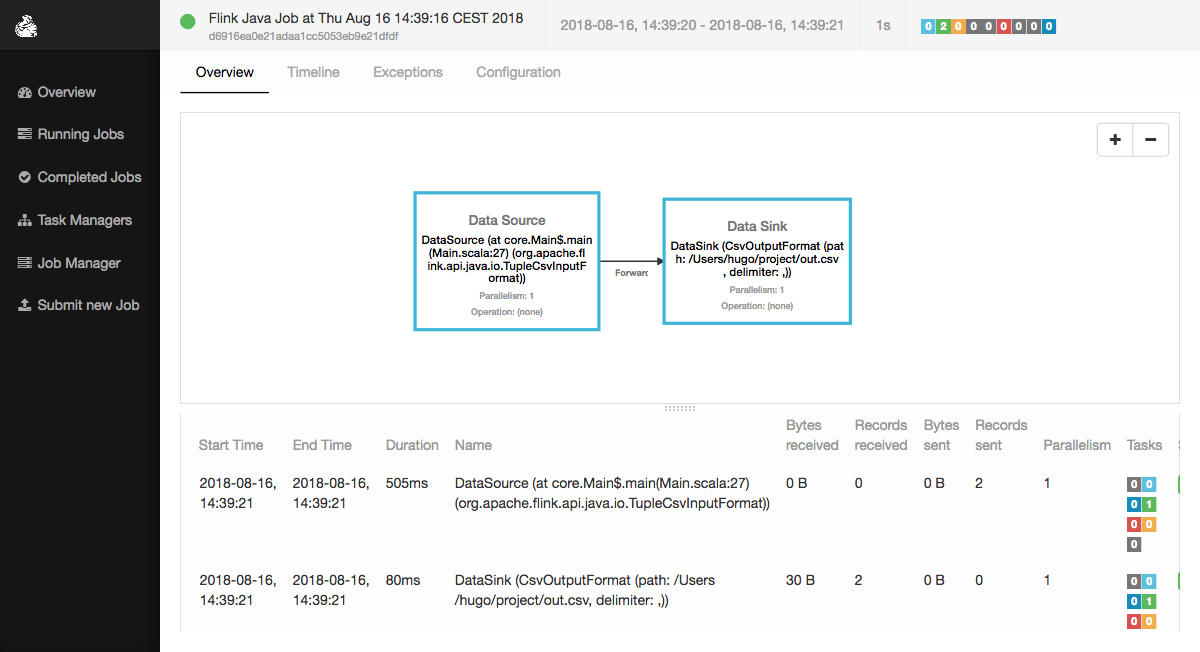 Flink Java Job at Thu Aug 16 14:39:16 CEST 2018
d6916ea0e21adaa1cc5053eb9e21dfdf
2018-08-16, 14:39:20 - 2018-08-16, 14:39:21
1s
0 2 0 0 0 0 0 0 0
Overview
Running Jobs
Completed Jobs
Task Managers
Job Manager
Submit new Job
Overview Timeline Exceptions Configuration
+ −
Data Source
DataSource (at core.Main$.main
(Main.scala:27) (org.apache.fl
ink.api.java.io.TupleCsvInputF
ormat))
Parallelism: 1
Operation: (none)
Forward
Data Sink
DataSink (CsvOutputFormat (pat
h: /Users/hugo/project/out.csv
, delimiter: ,))
Parallelism: 1
Operation: (none)
Start Time End Time Duration Name Bytes received Records received Bytes sent Records sent Parallelism Tasks
2018-08-16, 14:39:21
2018-08-16, 14:39:21
505ms
DataSource (at core.Main$.main(Main.scala:27)
(org.apache.flink.api.java.io.TupleCsvInputFormat))
0 B
0
0 B
2
1
0 0
0 1
0 0
0
2018-08-16, 14:39:21
2018-08-16, 14:39:21
80ms
DataSink (CsvOutputFormat (path: /Users
/hugo/project/out.csv, delimiter: ,))
30 B
2
0 B
0
1
0 0
0 1
0 0